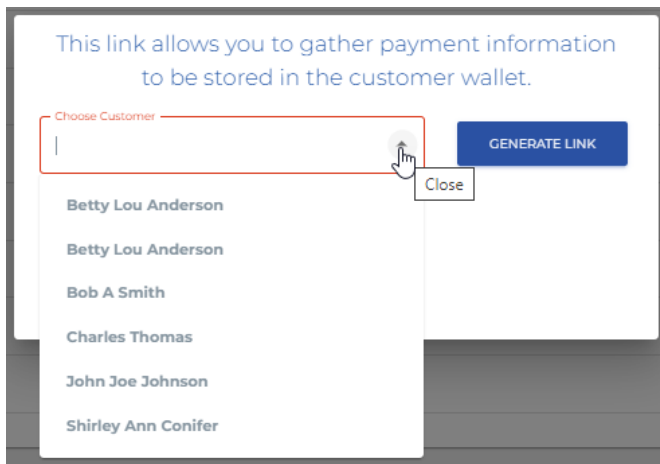 This link allows you to gather payment information
to be stored in the customer wallet.
Choose Customer
GENERATE LINK
Close
Betty Lou Anderson
Betty Lou Anderson
Bob A Smith
Charles Thomas
John Joe Johnson
Shirley Ann Conifer